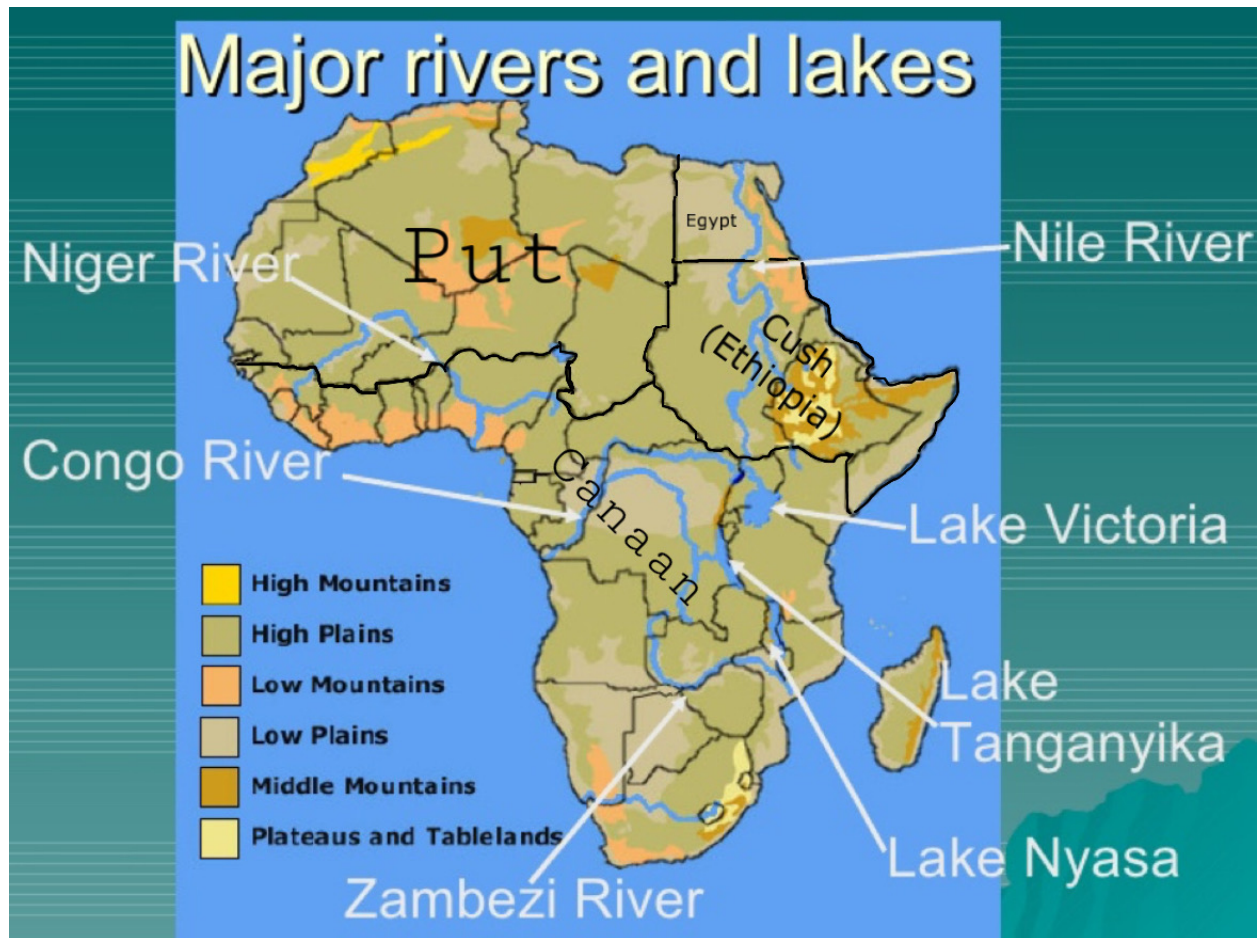 Major rivers and lakes
Egypt
Put
Nile River
Niger River
Cush
(Ethiopia)
Congo River
Canaan
Lake Victoria
High Mountains
High Plains
Low Mountains
Low Plains
Middle Mountains
Plateaus and Tablelands
Lake
Tanganyika
Lake Nyasa
Zambezi River